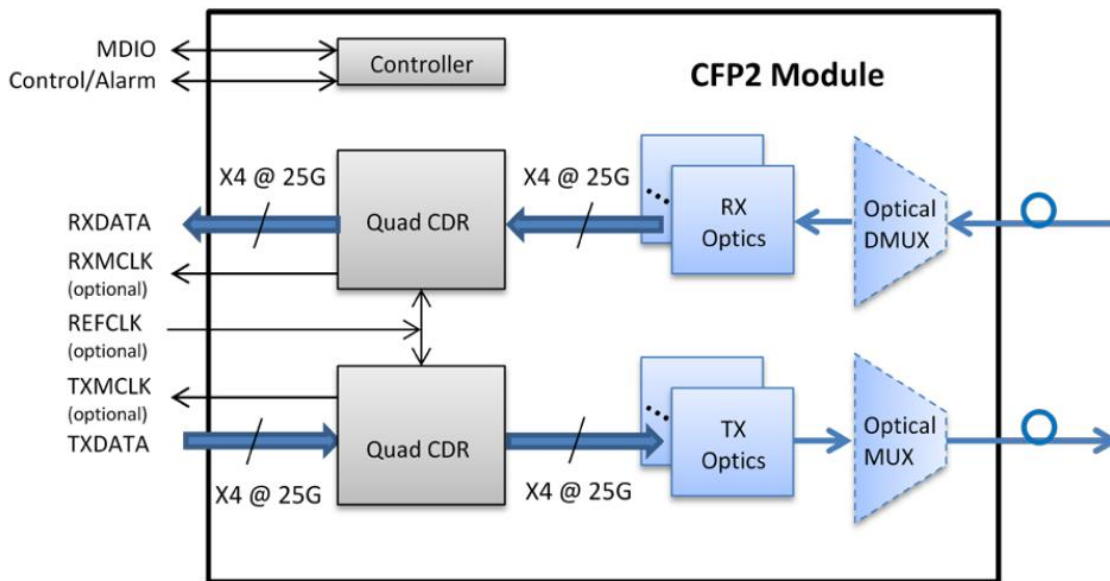 MDIO
Control/Alarm
Controller
CFP2 Module
X4 @ 25G
X4 @ 25G
RXDATA
Quad CDR
RX
Optics
Optical
DMUX
RXMCLK
(optional)
REFCLK
(optional)
TXMCLK
(optional)
TXDATA
Quad CDR
TX
Optics
Optical
MUX
X4 @ 25G
X4 @ 25G